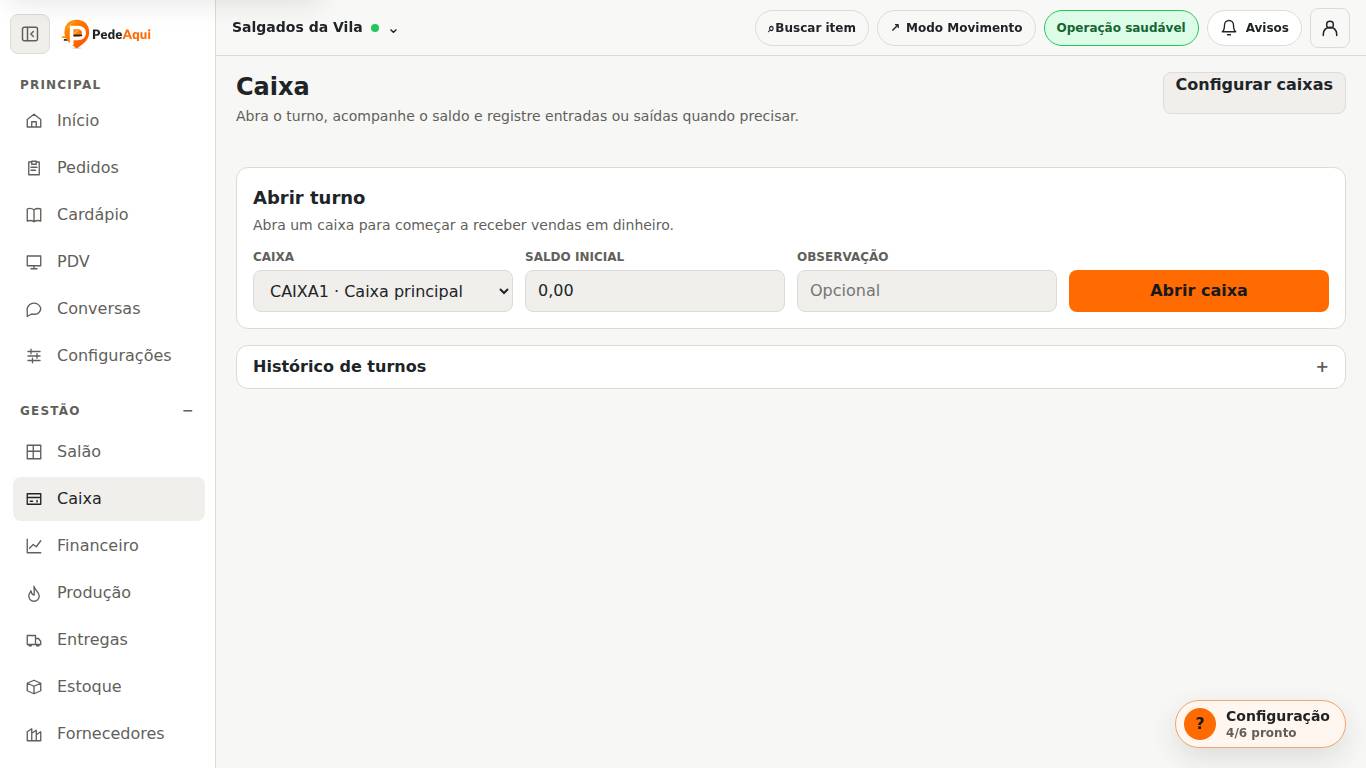 PedeAqui
PRINCIPAL
Início
Pedidos
Cardápio
PDV
Conversas
Configurações
GESTÃO −
Salão
Caixa
Financeiro
Produção
Entregas
Estoque
Fornecedores
Salgados da Vila
Buscar item
↗ Modo Movimento
Operação saudável
Avisos
Caixa
Abra o turno, acompanhe o saldo e registre entradas ou saídas quando precisar.
Configurar caixas
Abrir turno
Abra um caixa para começar a receber vendas em dinheiro.
CAIXA
CAIXA1 · Caixa principal
SALDO INICIAL
0,00
OBSERVAÇÃO
Opcional
Abrir caixa
Histórico de turnos +
?
Configuração
4/6 pronto